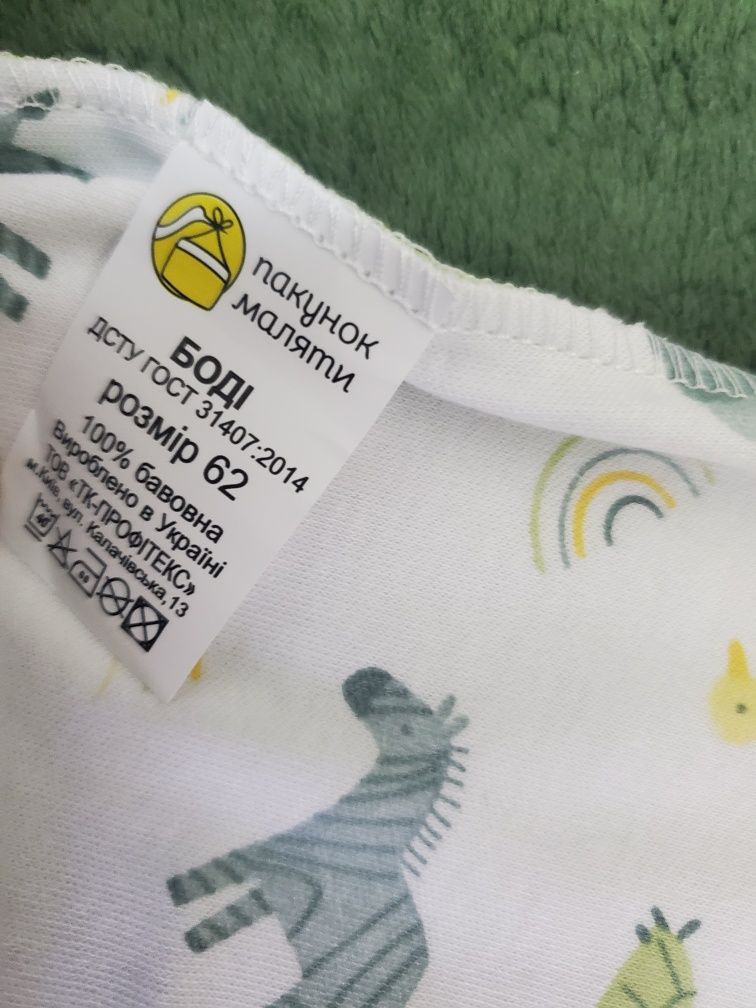 пакунок
маляти
БОДІ
ДСТУ ГОСТ 31407:2014
розмір 62
100% бавовна
Вироблено в Україні
ТОВ «ТК-ПРОФІТЕКС»
м.Київ, вул. Калачівська,13
40